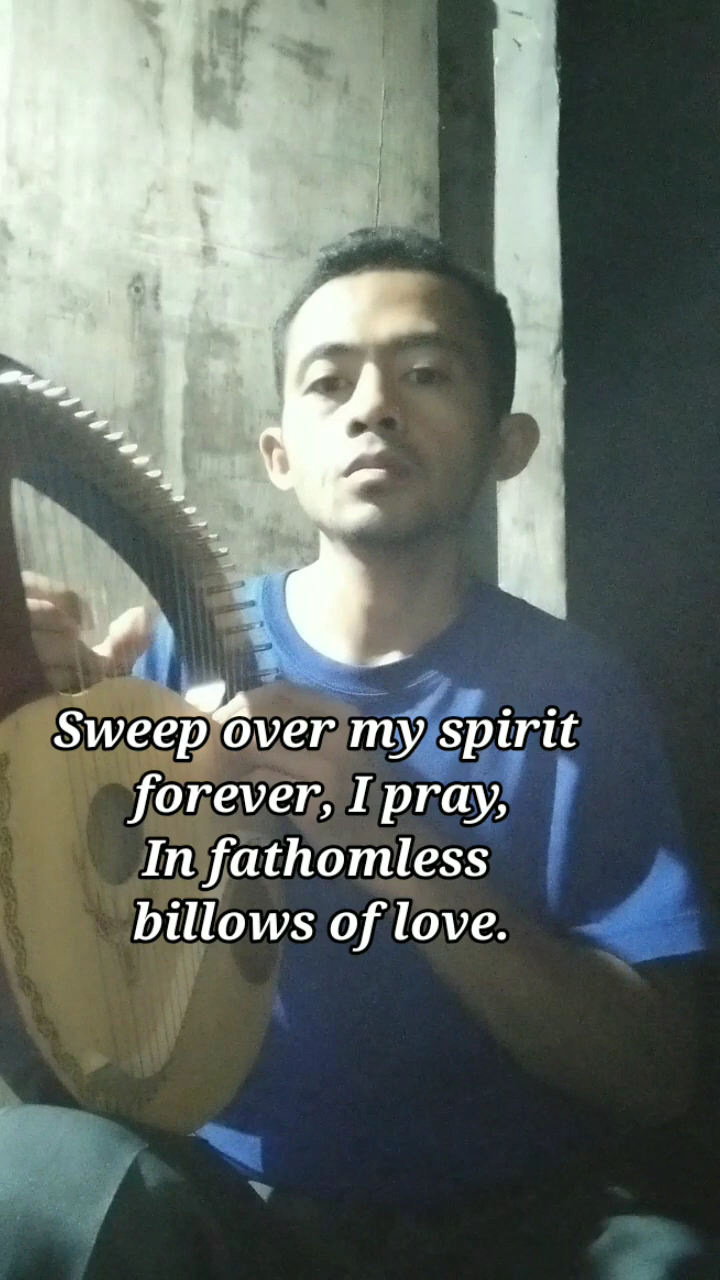 Sweep over my spirit
forever, I pray,
In fathomless
billows of love.